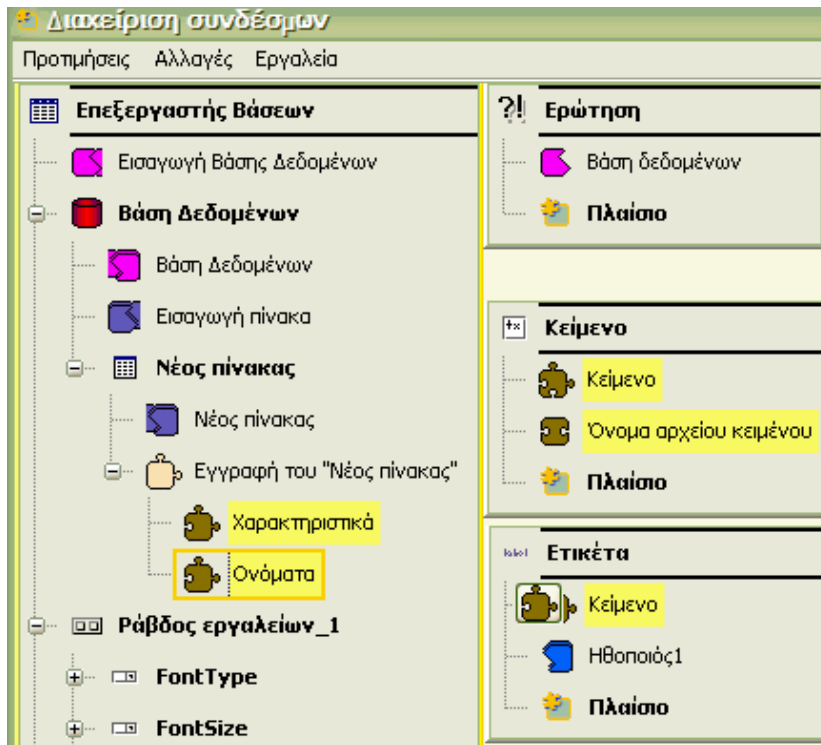 Διαχείριση συνδέσμων
Προτιμήσεις Αλλαγές Εργαλεία
Επεξεργαστής Βάσεων
Εισαγωγή Βάσης Δεδομένων
Βάση Δεδομένων
Βάση Δεδομένων
Εισαγωγή πίνακα
Νέος πίνακας
Νέος πίνακας
Εγγραφή του "Νέος πίνακας"
Χαρακτηριστικά
Ονόματα
Ράβδος εργαλείων_1
FontType
FontSize
?! Ερώτηση
Βάση δεδομένων
Πλαίσιο
Κείμενο
Κείμενο
Όνομα αρχείου κειμένου
Πλαίσιο
label Ετικέτα
Κείμενο
Ηθοποιός1
Πλαίσιο